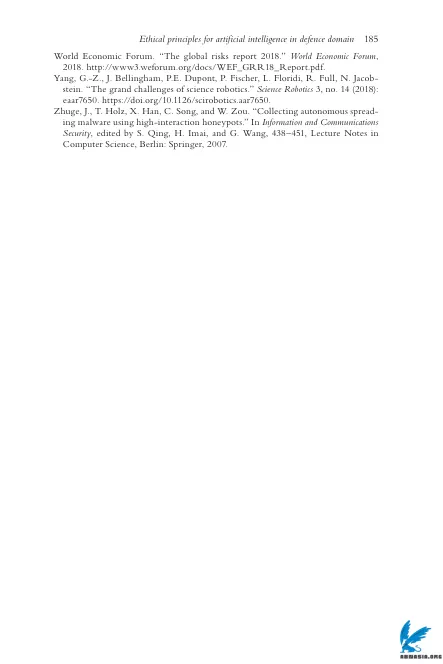 Ethical principles for artificial intelligence in defence domain 185
World Economic Forum. “The global risks report 2018.” World Economic Forum,
2018. http://www3.weforum.org/docs/WEF_GRR18_Report.pdf.
Yang, G.-Z., J. Bellingham, P.E. Dupont, P. Fischer, L. Floridi, R. Full, N. Jacob-
stein. “The grand challenges of science robotics.” Science Robotics 3, no. 14 (2018):
eaar7650. https://doi.org/10.1126/scirobotics.aar7650.
Zhuge, J., T. Holz, X. Han, C. Song, and W. Zou. “Collecting autonomous spread-
ing malware using high-interaction honeypots.” In Information and Communications
Security, edited by S. Qing, H. Imai, and G. Wang, 438–451, Lecture Notes in
Computer Science, Berlin: Springer, 2007.